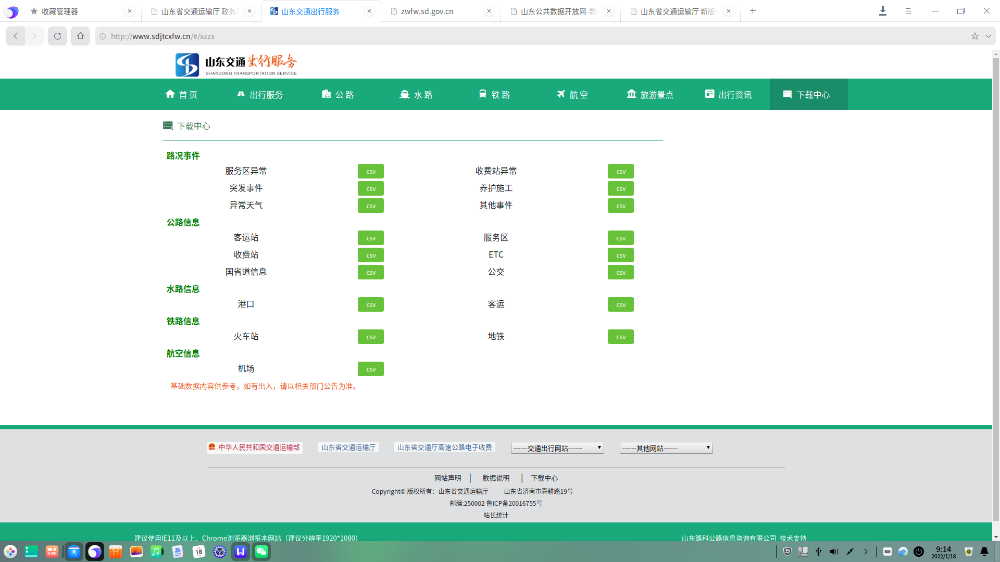 收藏管理器
山东省交通运输厅 政务
山东交通出行服务
zwfw.sd.gov.cn
山东公共数据开放网-数
山东省交通运输厅 新版
http://www.sdjtcxfw.cn/#/xzzx
山东交通 出行服务
SHANDONG TRANSPORTATION SERVICE
首 页
出行服务
公 路
水 路
铁 路
航 空
旅游景点
出行资讯
下载中心
下载中心
路况事件
服务区异常 csv 收费站异常 csv
突发事件 csv 养护施工 csv
异常天气 csv 其他事件 csv
公路信息
客运站 csv 服务区 csv
收费站 csv ETC csv
国省道信息 csv 公交 csv
水路信息
港口 csv 客运 csv
铁路信息
火车站 csv 地铁 csv
航空信息
机场 csv
基础数据内容供参考，如有出入，请以相关部门公告为准。
中华人民共和国交通运输部 山东省交通运输厅 山东省交通厅高速公路电子收费 ------交通出行网站------ ------其他网站------
网站声明 | 数据说明 | 下载中心
Copyright© 版权所有：山东省交通运输厅 山东省济南市舜耕路19号
邮编:250002 鲁ICP备20016755号
站长统计
建议使用IE11及以上、Chrome浏览器浏览本网站（建议分辨率1920*1080） 山东路科公路信息咨询有限公司 技术支持
18
9:14
2022/1/18